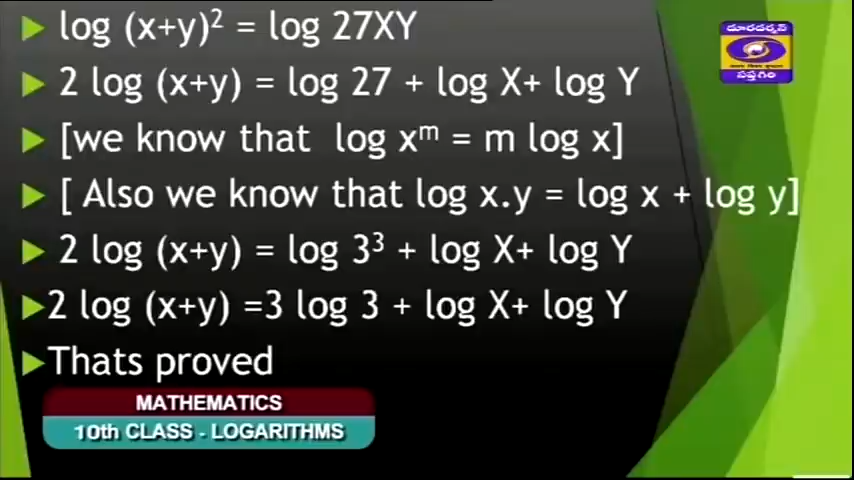 log (x+y)² = log 27XY
2 log (x+y) = log 27 + log X+ log Y
[we know that log xᵐ = m log x]
[ Also we know that log x.y = log x + log y]
2 log (x+y) = log 3³ + log X+ log Y
2 log (x+y) =3 log 3 + log X+ log Y
Thats proved
MATHEMATICS
10th CLASS - LOGARITHMS
దూరదర్శన్
సప్తగిరి